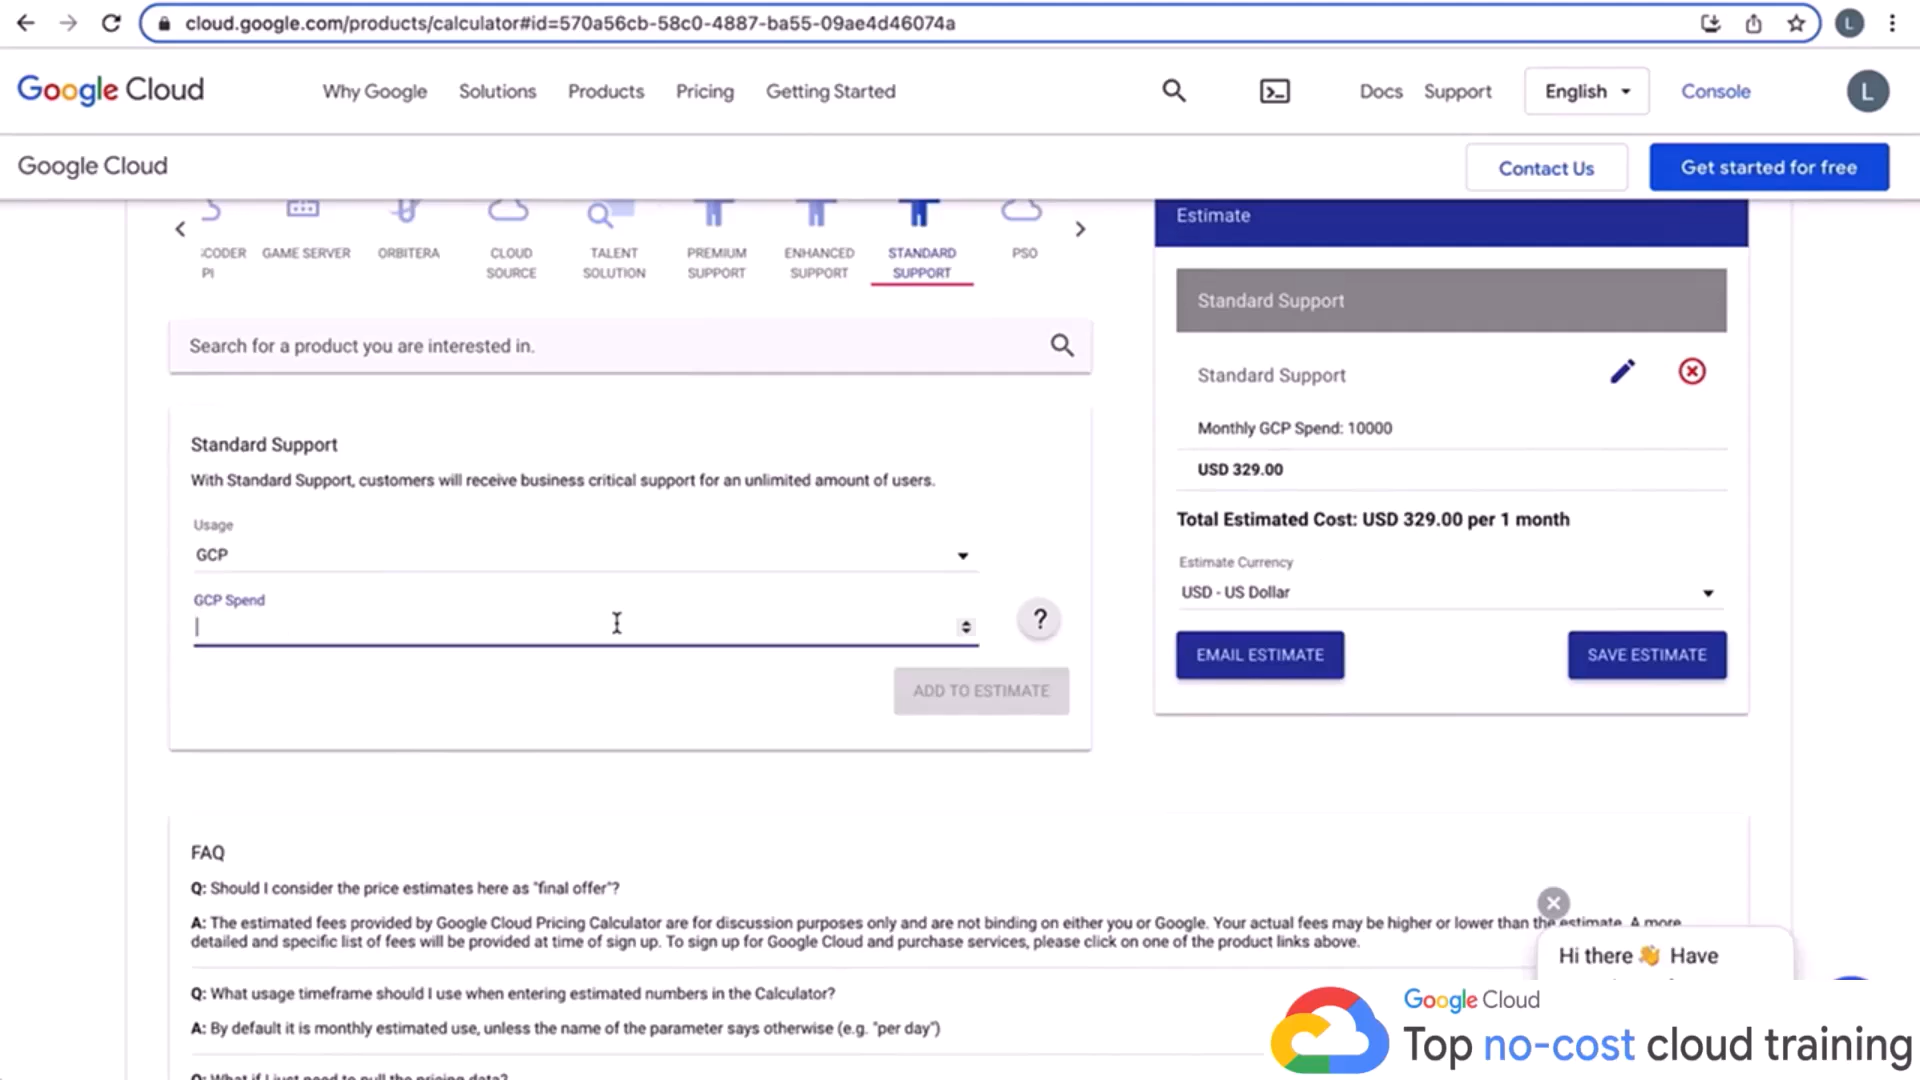 cloud.google.com/products/calculator#id=570a56cb-58c0-4887-ba55-09ae4d46074a
L
Google Cloud
Why Google
Solutions
Products
Pricing
Getting Started
Docs
Support
English
Console
L
Google Cloud
Contact Us
Get started for free
CODER
PI
GAME SERVER
ORBITERA
CLOUD
SOURCE
TALENT
SOLUTION
PREMIUM
SUPPORT
ENHANCED
SUPPORT
STANDARD
SUPPORT
PSO
Search for a product you are interested in.
Standard Support
With Standard Support, customers will receive business critical support for an unlimited amount of users.
Usage
GCP
GCP Spend
?
ADD TO ESTIMATE
Estimate
Standard Support
Standard Support
Monthly GCP Spend: 10000
USD 329.00
Total Estimated Cost: USD 329.00 per 1 month
Estimate Currency
USD - US Dollar
EMAIL ESTIMATE
SAVE ESTIMATE
FAQ
Q: Should I consider the price estimates here as "final offer"?
A: The estimated fees provided by Google Cloud Pricing Calculator are for discussion purposes only and are not binding on either you or Google. Your actual fees may be higher or lower than the estimate. A more
detailed and specific list of fees will be provided at time of sign up. To sign up for Google Cloud and purchase services, please click on one of the product links above.
Q: What usage timeframe should I use when entering estimated numbers in the Calculator?
A: By default it is monthly estimated use, unless the name of the parameter says otherwise (e.g. "per day")
Q: What if I just need to pull the pricing data?
Hi there 👋 Have
Google Cloud
Top no-cost cloud training